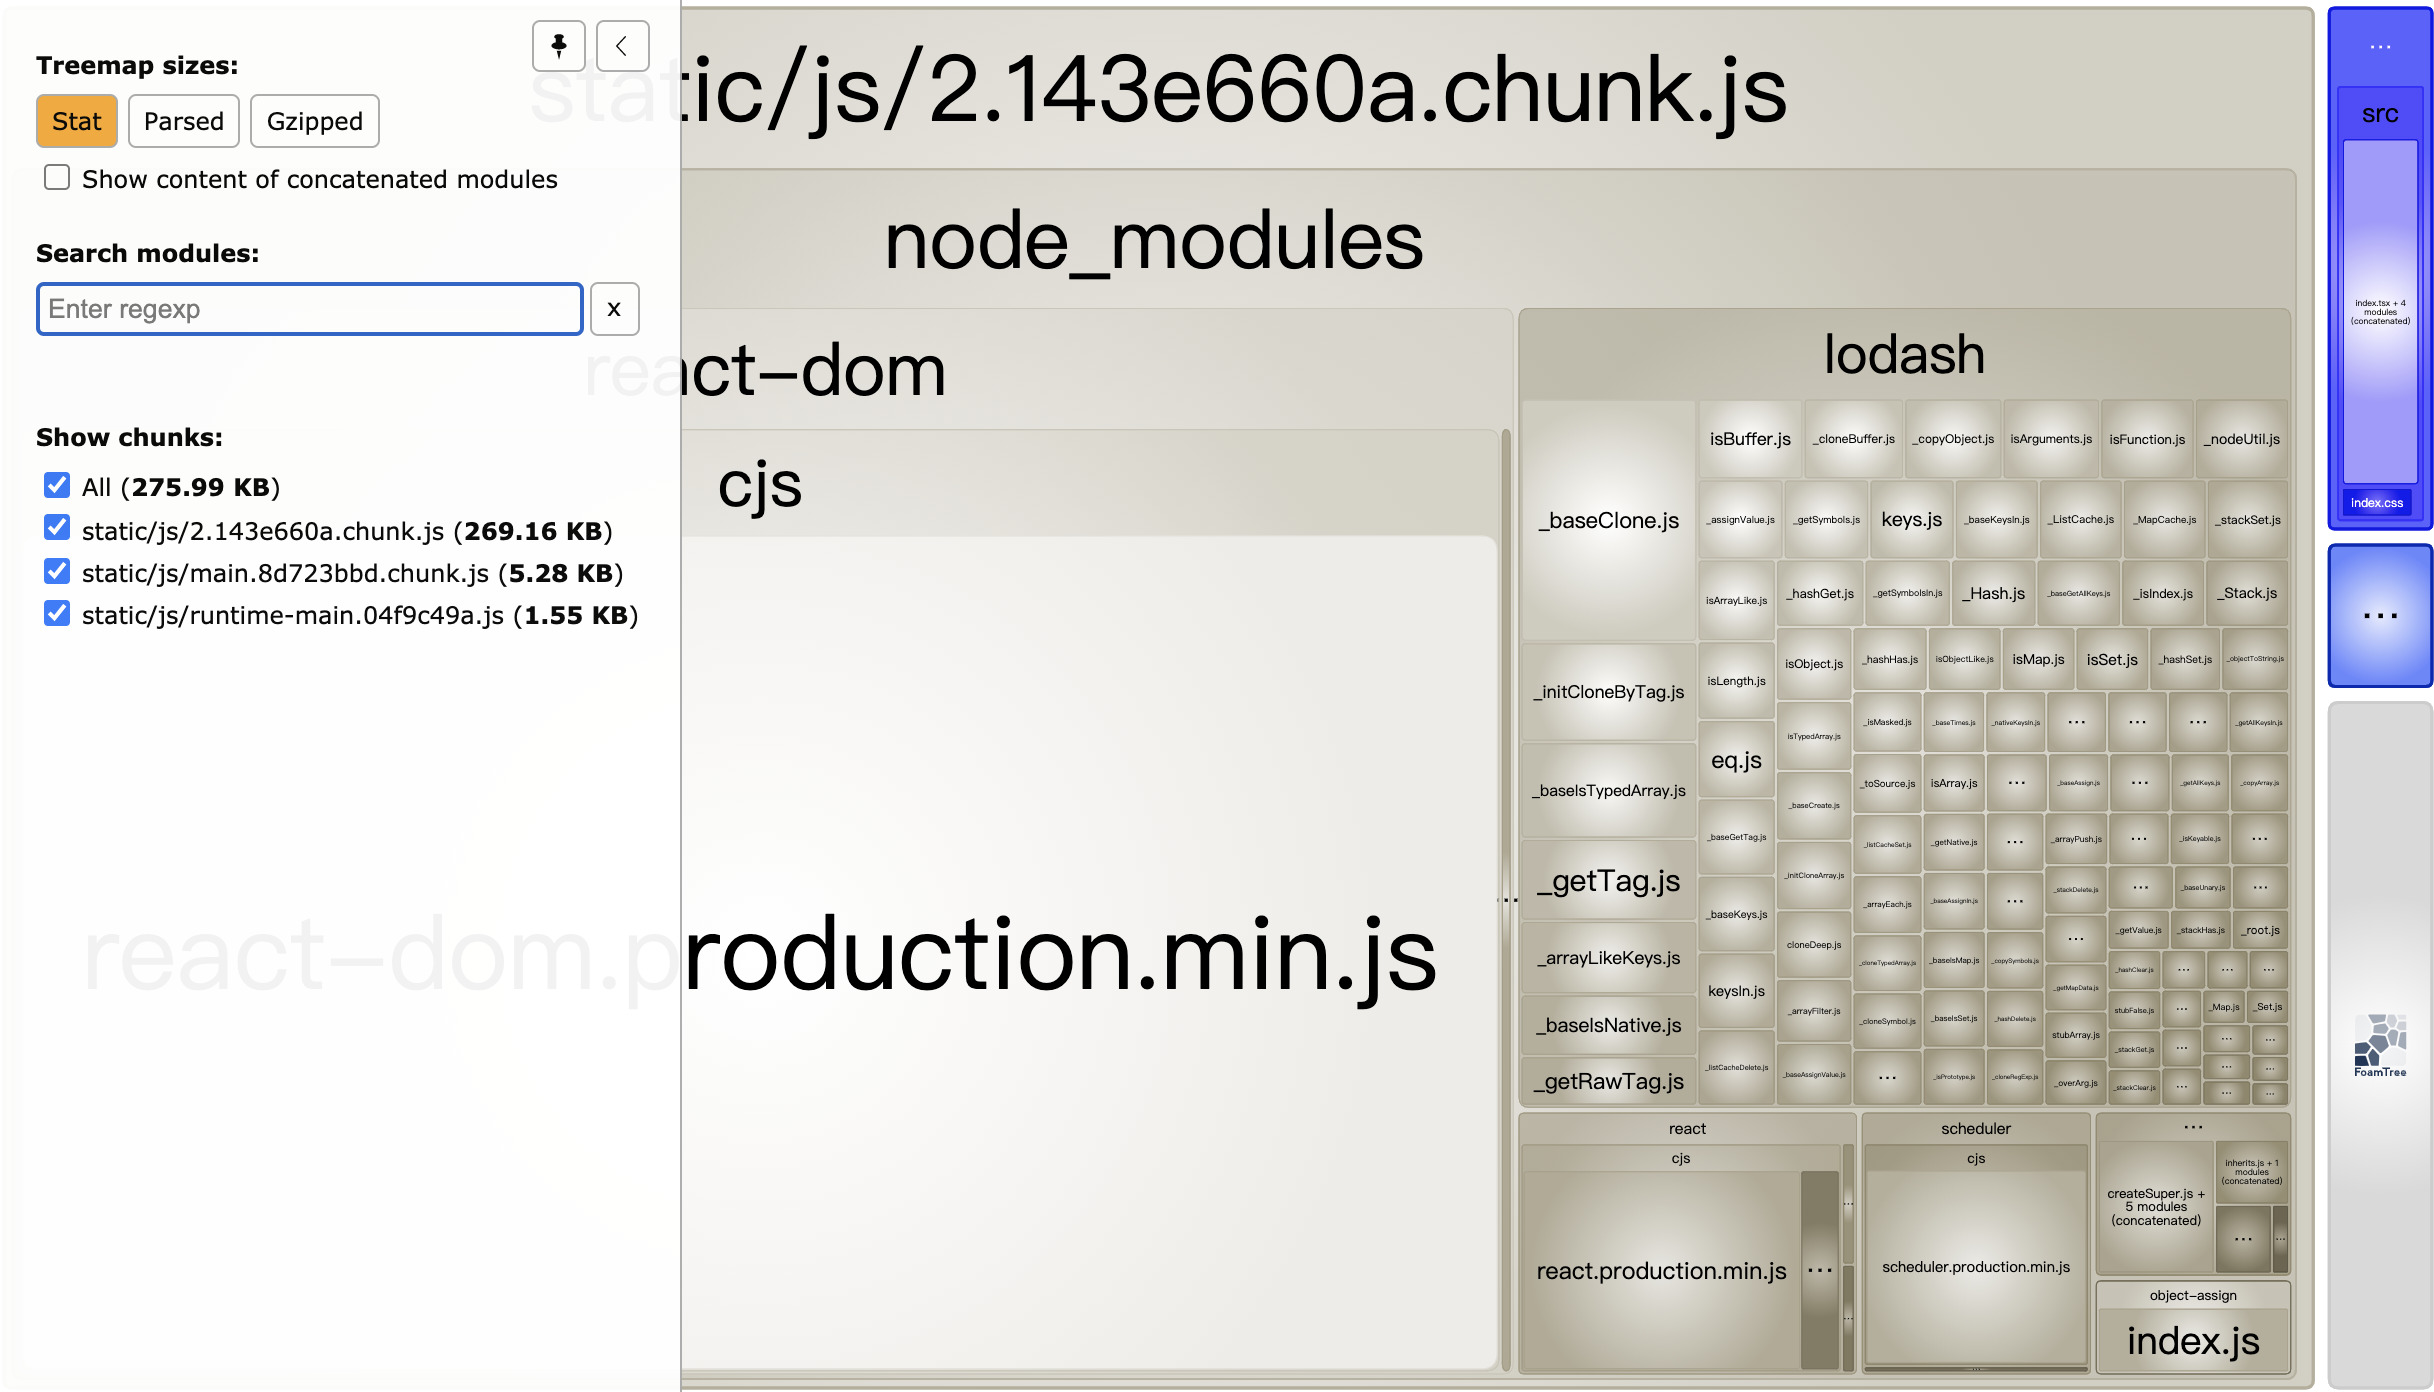 Treemap sizes:
Stat
Parsed
Gzipped
Show content of concatenated modules
Search modules:
Enter regexp
x
Show chunks:
All (275.99 KB)
static/js/2.143e660a.chunk.js (269.16 KB)
static/js/main.8d723bbd.chunk.js (5.28 KB)
static/js/runtime-main.04f9c49a.js (1.55 KB)
static/js/2.143e660a.chunk.js
node_modules
react-dom
cjs
react-dom.production.min.js
...
lodash
_baseClone.js
_initCloneByTag.js
_baseIsTypedArray.js
_getTag.js
_arrayLikeKeys.js
_baseIsNative.js
_getRawTag.js
isBuffer.js
_cloneBuffer.js
_copyObject.js
isArguments.js
isFunction.js
_nodeUtil.js
_assignValue.js
_getSymbols.js
keys.js
_baseKeysIn.js
_ListCache.js
_MapCache.js
_stackSet.js
isArrayLike.js
_hashGet.js
_getSymbolsIn.js
_Hash.js
_baseGetAllKeys.js
_isIndex.js
_Stack.js
isLength.js
isObject.js
_hashHas.js
isObjectLike.js
isMap.js
isSet.js
_hashSet.js
_objectToString.js
eq.js
isTypedArray.js
_isMasked.js
_baseTimes.js
_nativeKeysIn.js
...
...
...
_getAllKeysIn.js
_baseCreate.js
_toSource.js
isArray.js
...
_baseAssign.js
...
_getAllKeys.js
_copyArray.js
_baseGetTag.js
_initCloneArray.js
_listCacheSet.js
_getNative.js
...
_arrayPush.js
...
_isKeyable.js
...
_baseKeys.js
cloneDeep.js
_arrayEach.js
_baseAssignIn.js
...
_stackDelete.js
...
_baseUnary.js
...
keysIn.js
_arrayFilter.js
_cloneTypedArray.js
_baseIsMap.js
_copySymbols.js
...
_getValue.js
_stackHas.js
_root.js
_getMapData.js
_hashClear.js
...
...
...
_cloneSymbol.js
_baseIsSet.js
_hashDelete.js
stubArray.js
stubFalse.js
...
_Map.js
_Set.js
_stackGet.js
...
...
...
_listCacheDelete.js
_baseAssignValue.js
...
_isPrototype.js
_cloneRegExp.js
_overArg.js
_stackClear.js
...
...
...
...
...
react
cjs
react.production.min.js
...
...
...
scheduler
cjs
scheduler.production.min.js
...
...
createSuper.js +
5 modules
(concatenated)
inherits.js + 1
modules
(concatenated)
...
...
object-assign
index.js
...
src
index.tsx + 4
modules
(concatenated)
index.css
...
FoamTree